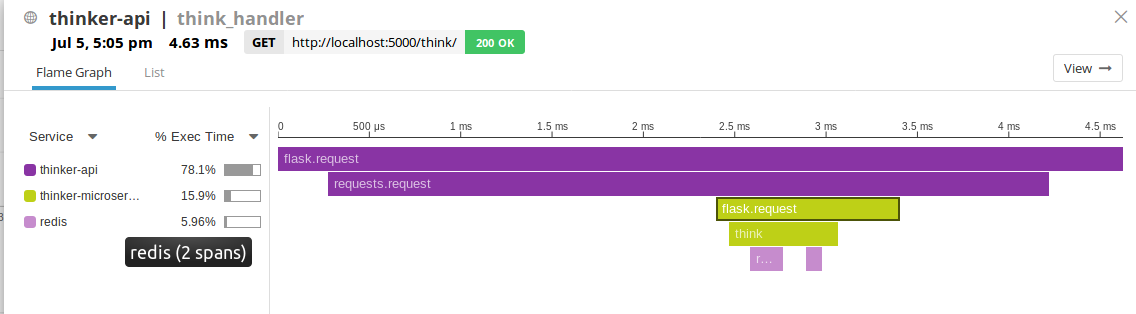 thinker-api | think_handler
Jul 5, 5:05 pm 4.63 ms GET http://localhost:5000/think/ 200 OK
Flame Graph List View →
Service % Exec Time
0 500 µs 1 ms 1.5 ms 2 ms 2.5 ms 3 ms 3.5 ms 4 ms 4.5 ms
thinker-api 78.1%
thinker-microser... 15.9%
redis 5.96%
redis (2 spans)
flask.request
requests.request
flask.request
think
r...